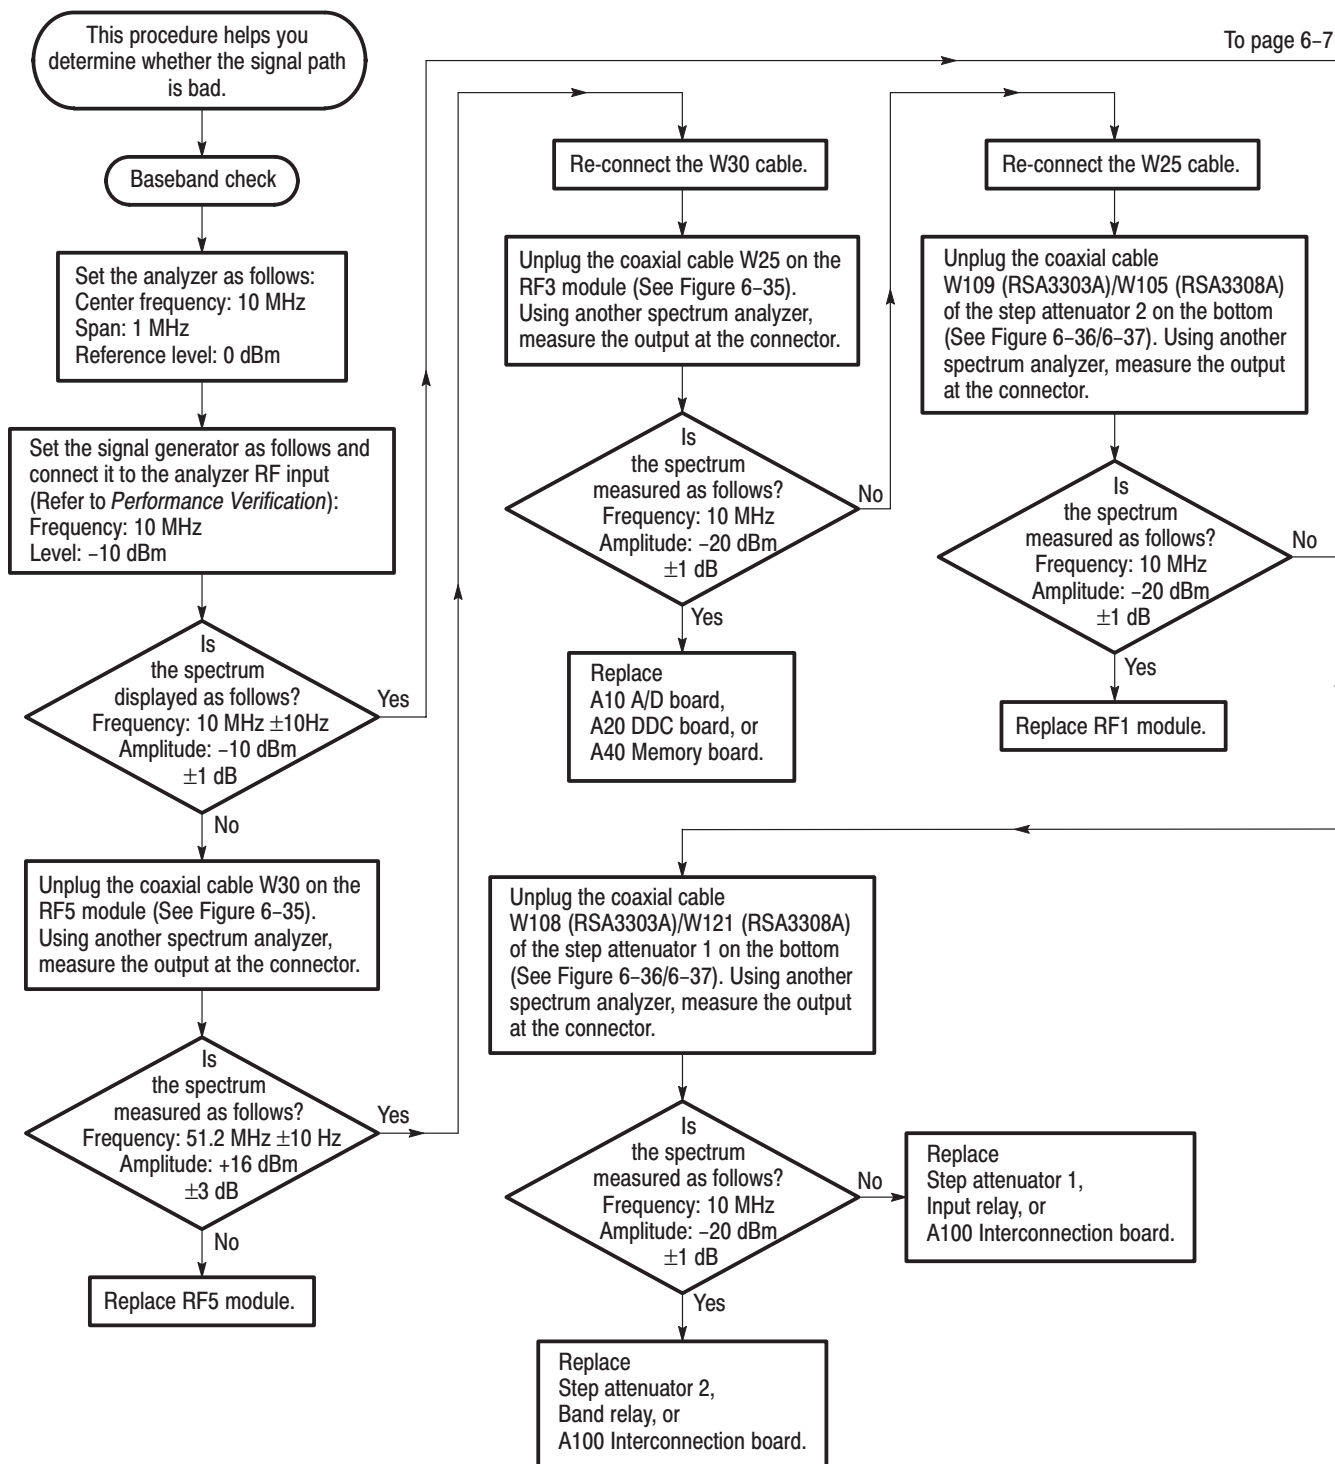 This procedure helps you
determine whether the signal path
is bad.
Baseband check
Set the analyzer as follows:
Center frequency: 10 MHz
Span: 1 MHz
Reference level: 0 dBm
Set the signal generator as follows and
connect it to the analyzer RF input
(Refer to Performance Verification):
Frequency: 10 MHz
Level: –10 dBm
Is
the spectrum
displayed as follows?
Frequency: 10 MHz ±10Hz
Amplitude: –10 dBm
±1 dB
Yes
No
Unplug the coaxial cable W30 on the
RF5 module (See Figure 6–35).
Using another spectrum analyzer,
measure the output at the connector.
Is
the spectrum
measured as follows?
Frequency: 51.2 MHz ±10 Hz
Amplitude: +16 dBm
±3 dB
Yes
No
Replace RF5 module.
To page 6–7
Re-connect the W30 cable.
Unplug the coaxial cable W25 on the
RF3 module (See Figure 6–35).
Using another spectrum analyzer,
measure the output at the connector.
Is
the spectrum
measured as follows?
Frequency: 10 MHz
Amplitude: –20 dBm
±1 dB
No
Yes
Replace
A10 A/D board,
A20 DDC board, or
A40 Memory board.
Re-connect the W25 cable.
Unplug the coaxial cable
W109 (RSA3303A)/W105 (RSA3308A)
of the step attenuator 2 on the bottom
(See Figure 6–36/6–37). Using another
spectrum analyzer, measure the output
at the connector.
Is
the spectrum
measured as follows?
Frequency: 10 MHz
Amplitude: –20 dBm
±1 dB
No
Yes
Replace RF1 module.
Unplug the coaxial cable
W108 (RSA3303A)/W121 (RSA3308A)
of the step attenuator 1 on the bottom
(See Figure 6–36/6–37). Using another
spectrum analyzer, measure the output
at the connector.
Is
the spectrum
measured as follows?
Frequency: 10 MHz
Amplitude: –20 dBm
±1 dB
No
Yes
Replace
Step attenuator 1,
Input relay, or
A100 Interconnection board.
Replace
Step attenuator 2,
Band relay, or
A100 Interconnection board.